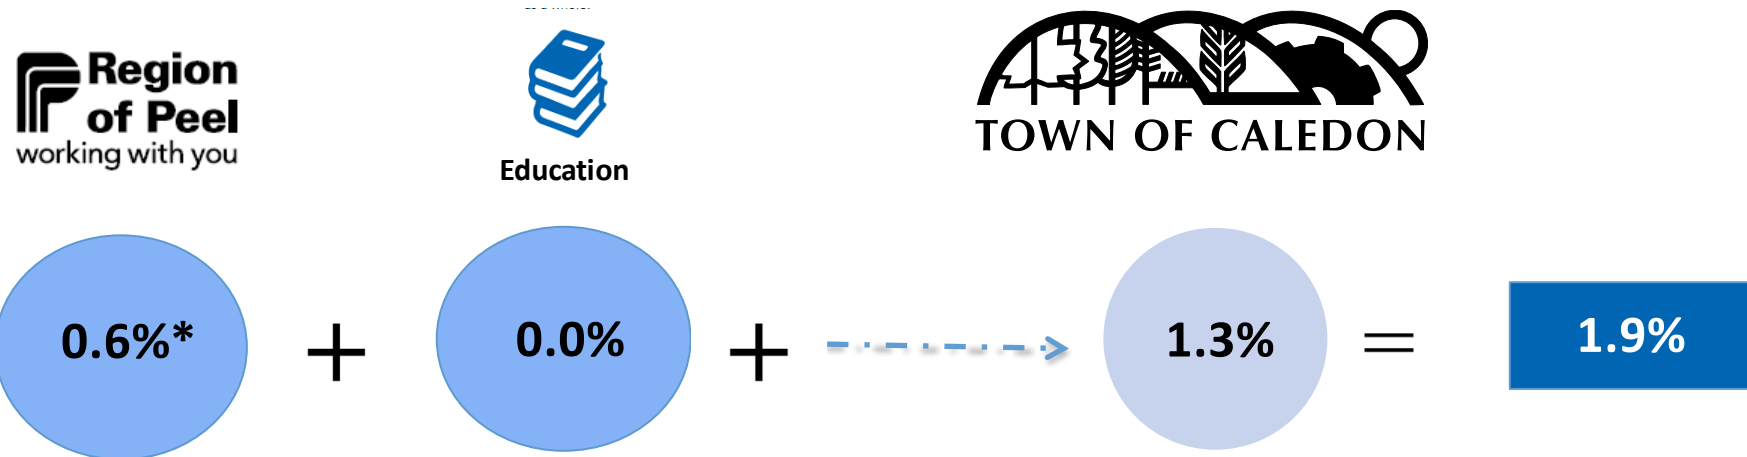 Region
of Peel
working with you
Education
TOWN OF CALEDON
0.6%* + 0.0% + 1.3% = 1.9%